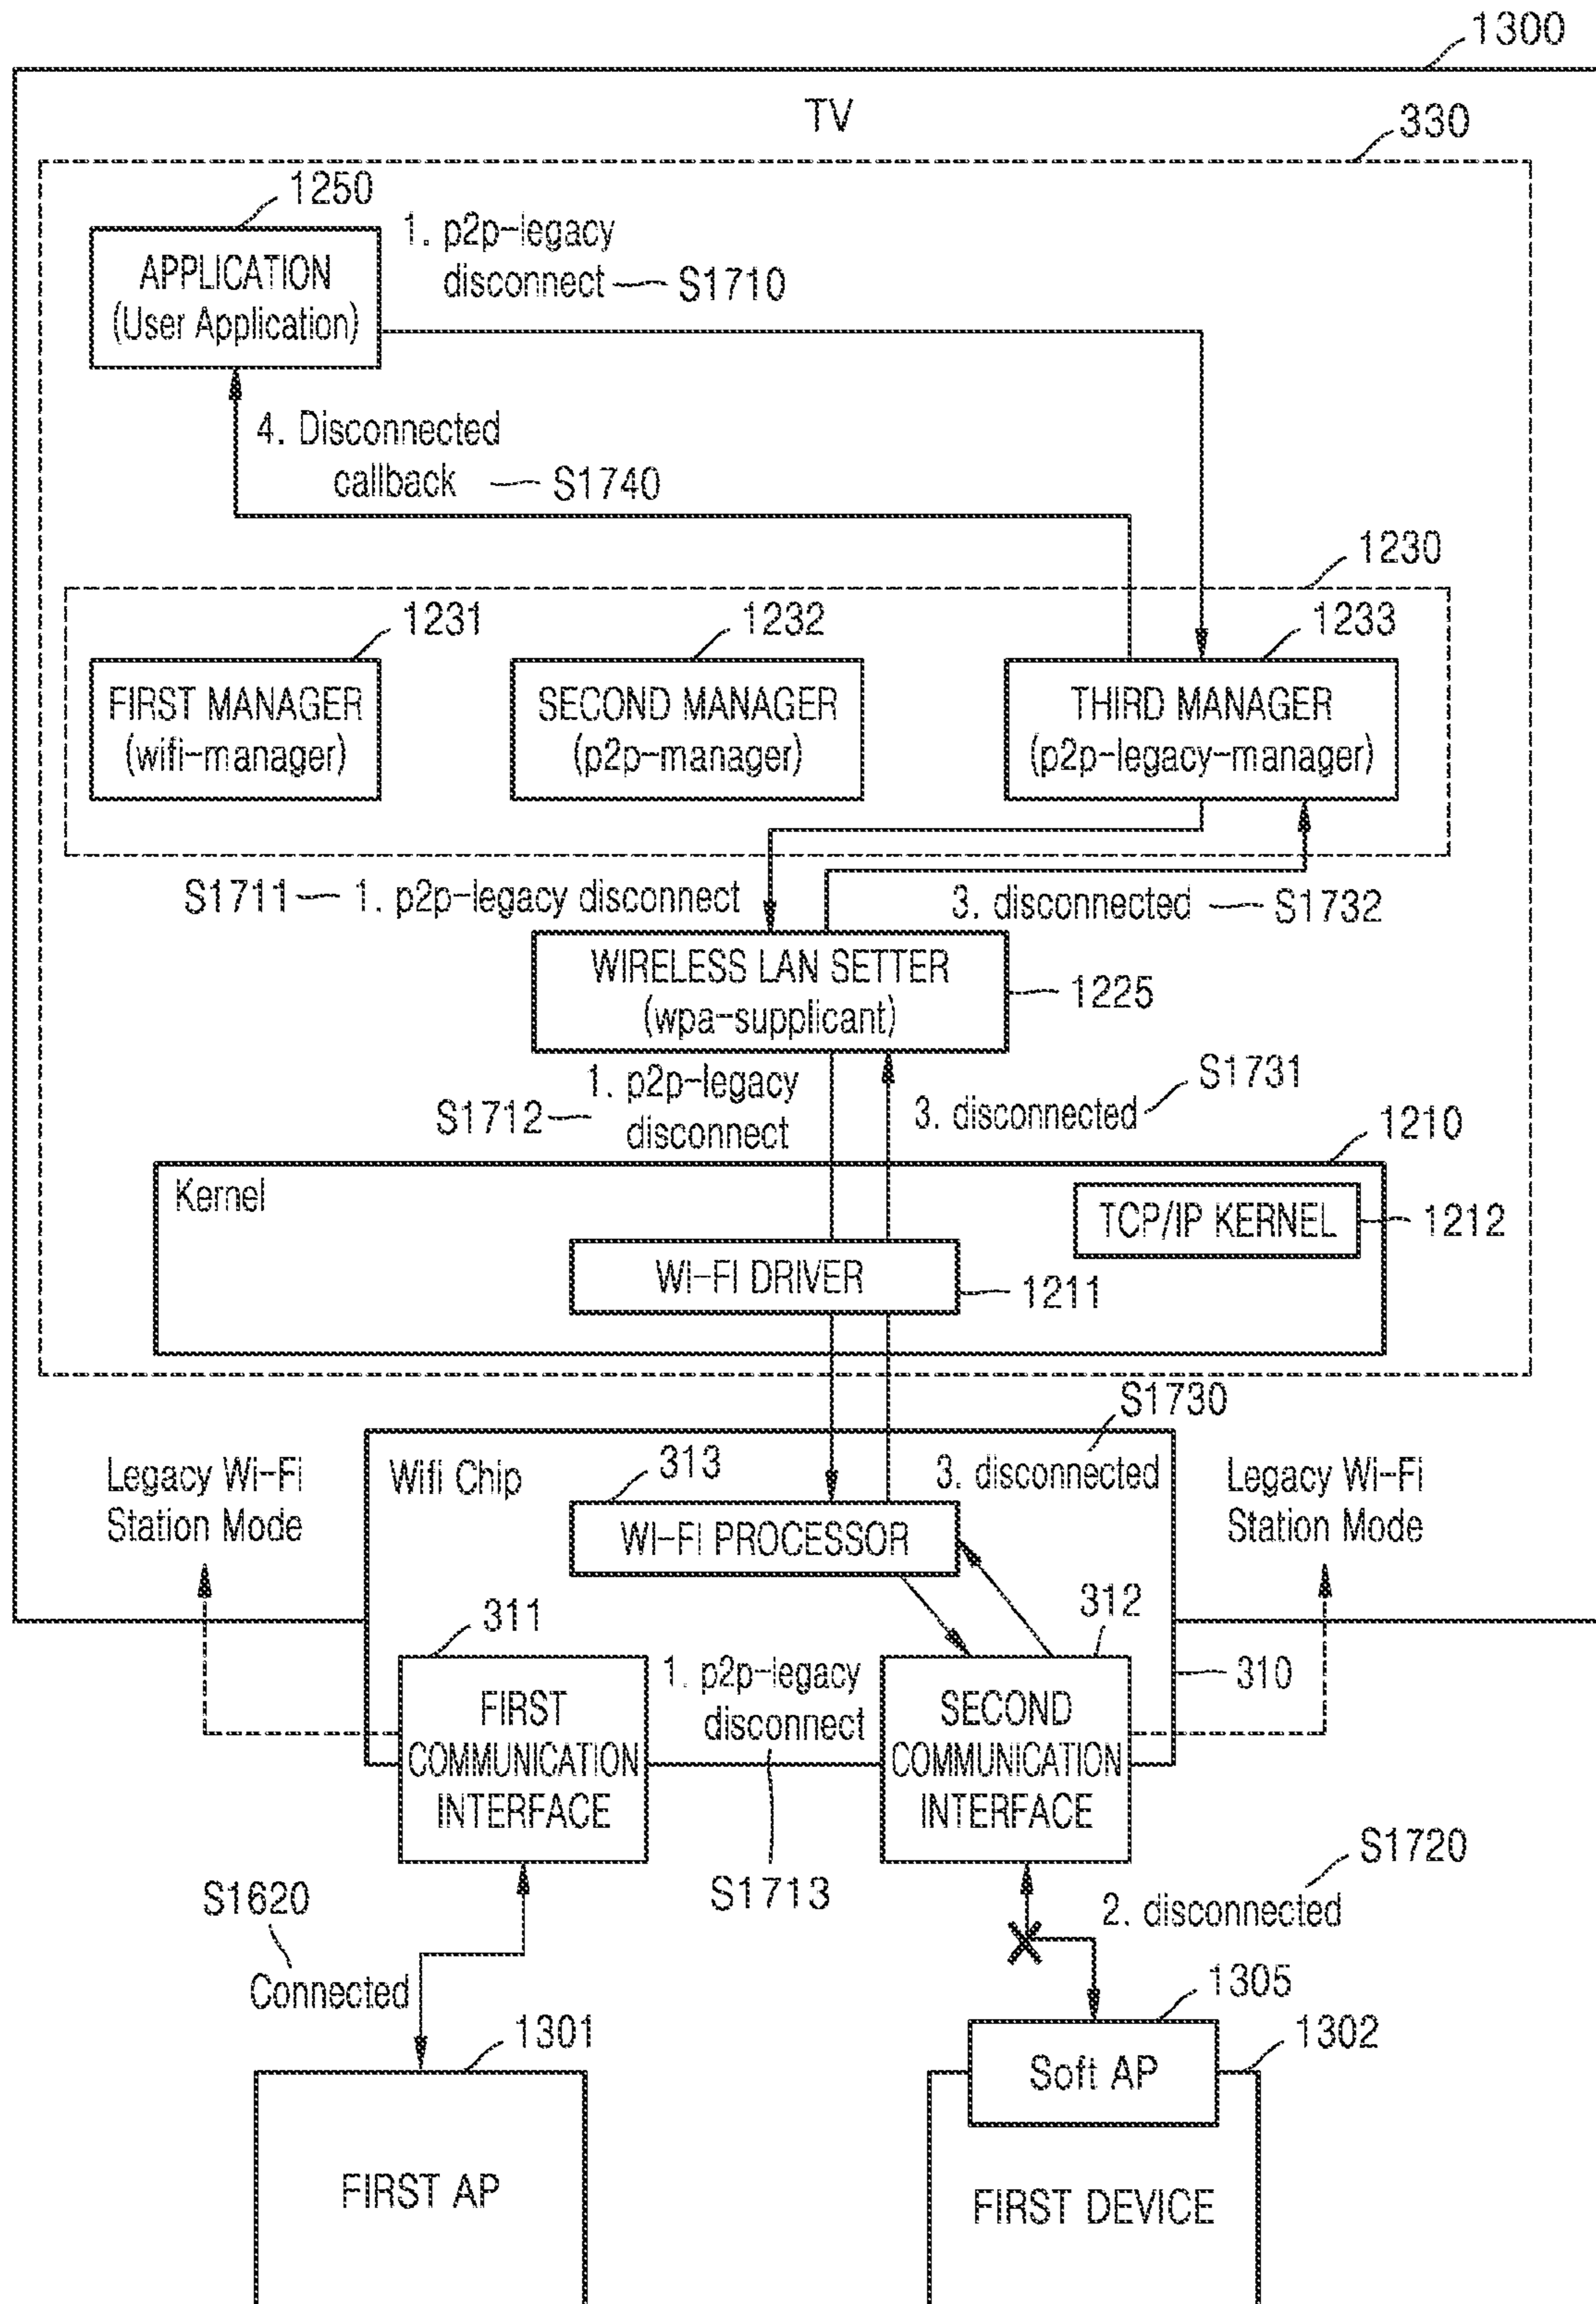 1300
TV
330
1250
APPLICATION
(User Application)
1. p2p-legacy
disconnect
S1710
4. Disconnected
callback
S1740
1230
1231
1232
1233
FIRST MANAGER
(wifi-manager)
SECOND MANAGER
(p2p-manager)
THIRD MANAGER
(p2p-legacy-manager)
S1711
1. p2p-legacy disconnect
3. disconnected
S1732
WIRELESS LAN SETTER
(wpa-supplicant)
1225
S1712
1. p2p-legacy
disconnect
3. disconnected
S1731
1210
Kernel
TCP/IP KERNEL
1212
WI-FI DRIVER
1211
S1730
Legacy Wi-Fi
Station Mode
Wifi Chip
313
3. disconnected
Legacy Wi-Fi
Station Mode
WI-FI PROCESSOR
311
312
310
FIRST
COMMUNICATION
INTERFACE
1. p2p-legacy
disconnect
SECOND
COMMUNICATION
INTERFACE
S1713
S1720
2. disconnected
S1620
Connected
1301
1305
1302
Soft AP
FIRST AP
FIRST DEVICE